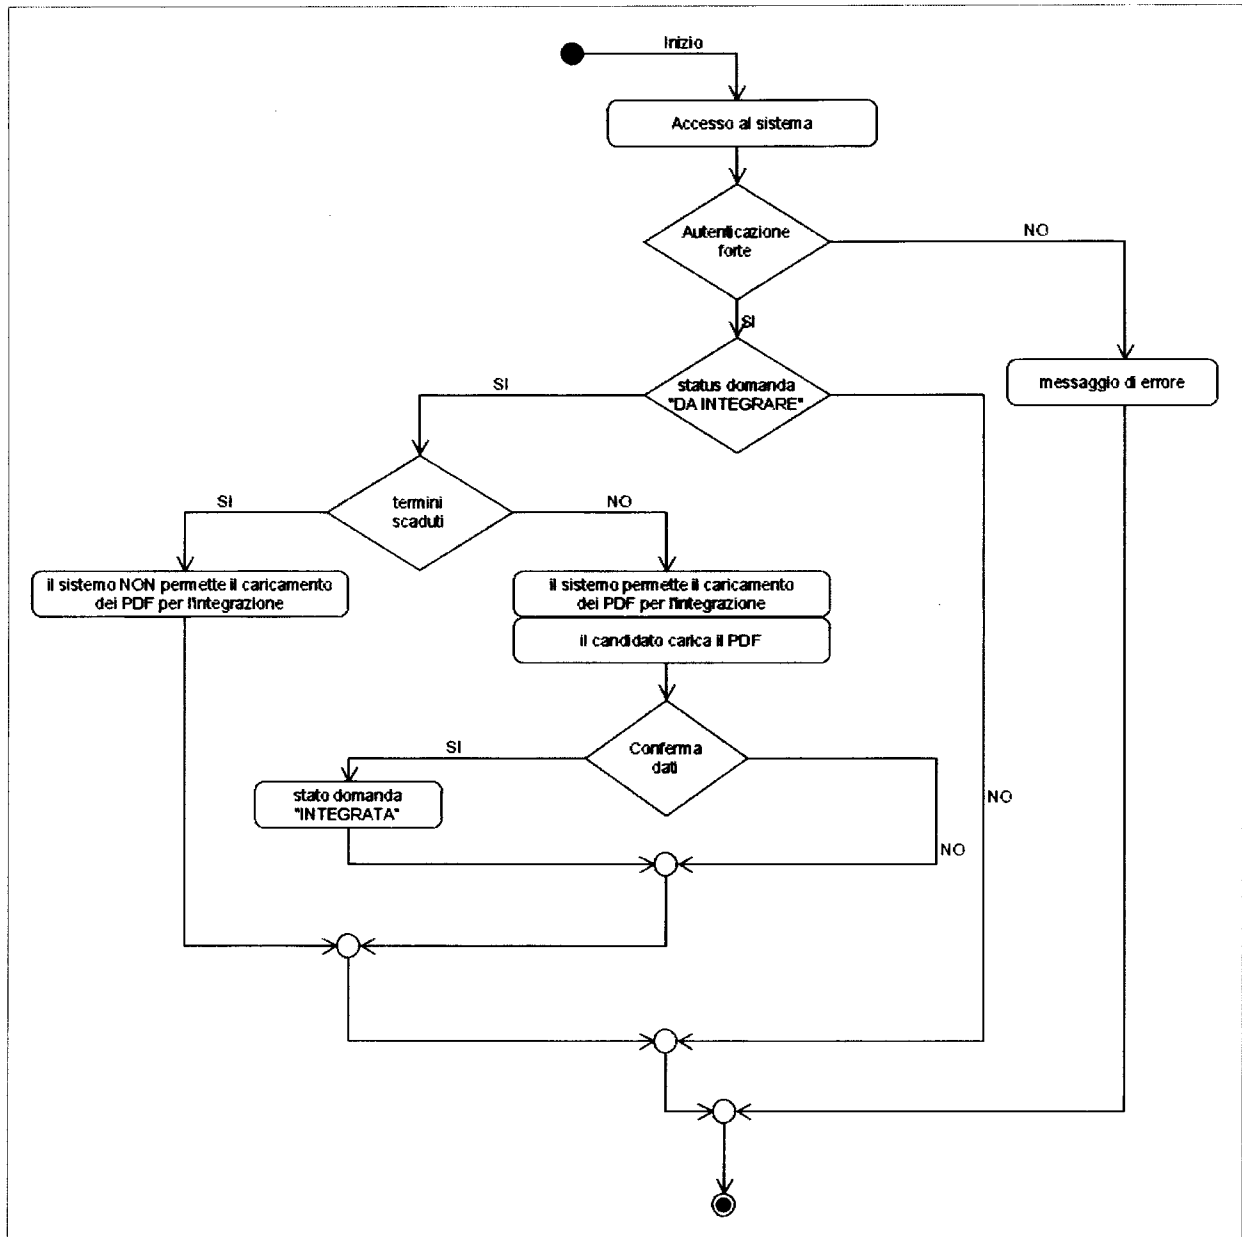 Inizio
Accesso al sistema
Autenticazione
forte
NO
SI
status domanda
"DA INTEGRARE"
SI
messaggio di errore
termini
scaduti
SI
NO
il sistemo NON permette il caricamento
dei PDF per l'integrazione
il sistemo permette il caricamento
dei PDF per l'integrazione
il candidato carica il PDF
Conferma
dati
SI
stato domanda
"INTEGRATA"
NO
NO